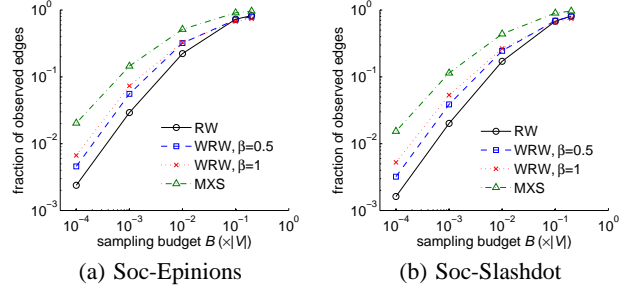 10^0
10^-1
10^-2
10^-3
fraction of observed edges
RW
WRW, β=0.5
WRW, β=1
MXS
10^-4 10^-3 10^-2 10^-1 10^0
sampling budget B (×|V|)
(a) Soc-Epinions
10^0
10^-1
10^-2
10^-3
fraction of observed edges
RW
WRW, β=0.5
WRW, β=1
MXS
10^-4 10^-3 10^-2 10^-1 10^0
sampling budget B (×|V|)
(b) Soc-Slashdot